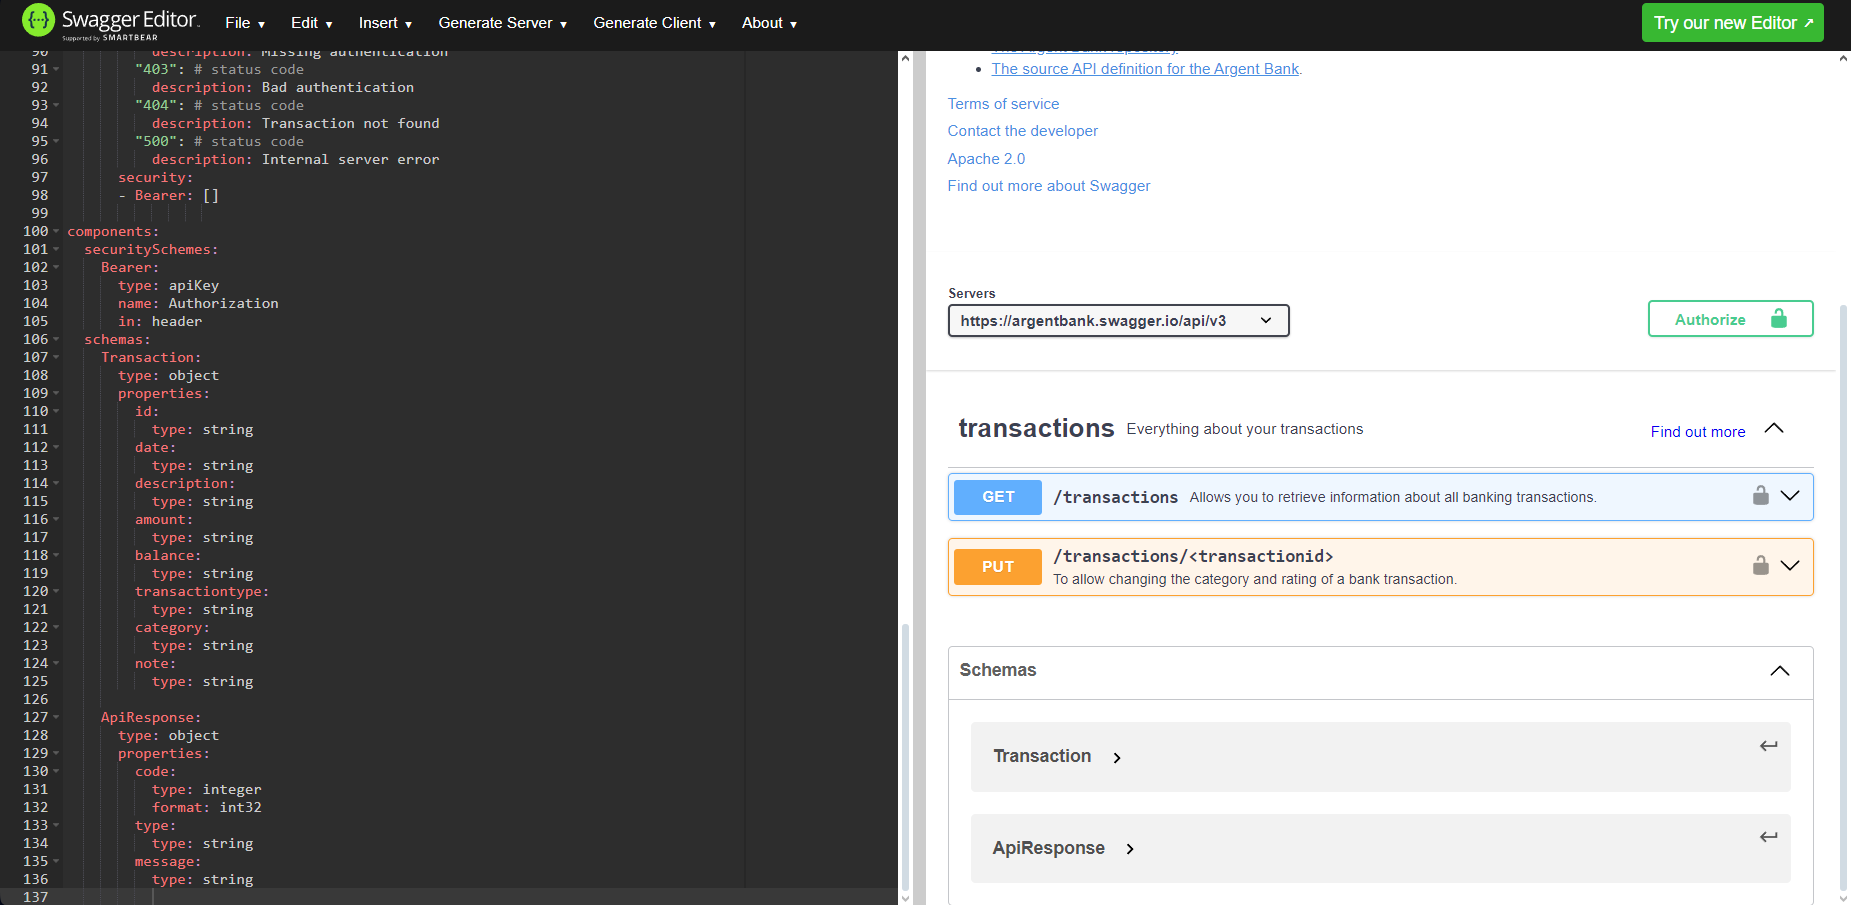 Swagger Editor.
Supported by SMARTBEAR
File ▾ Edit ▾ Insert ▾ Generate Server ▾ Generate Client ▾ About ▾
Try our new Editor ↗
90 description: Missing authentication
91 "403": # status code
92 description: Bad authentication
93 "404": # status code
94 description: Transaction not found
95 "500": # status code
96 description: Internal server error
97 security:
98 - Bearer: []
99
100 components:
101 securitySchemes:
102 Bearer:
103 type: apiKey
104 name: Authorization
105 in: header
106 schemas:
107 Transaction:
108 type: object
109 properties:
110 id:
111 type: string
112 date:
113 type: string
114 description:
115 type: string
116 amount:
117 type: string
118 balance:
119 type: string
120 transactiontype:
121 type: string
122 category:
123 type: string
124 note:
125 type: string
126
127 ApiResponse:
128 type: object
129 properties:
130 code:
131 type: integer
132 format: int32
133 type:
134 type: string
135 message:
136 type: string
137
The Argent Bank repository
• The source API definition for the Argent Bank.
Terms of service
Contact the developer
Apache 2.0
Find out more about Swagger
Servers
https://argentbank.swagger.io/api/v3
Authorize
transactions Everything about your transactions
Find out more
GET /transactions Allows you to retrieve information about all banking transactions.
PUT /transactions/<transactionid>
To allow changing the category and rating of a bank transaction.
Schemas
Transaction
ApiResponse